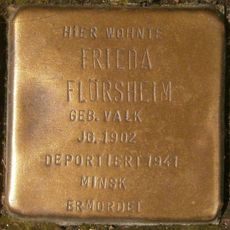 HIER WOHNTE
FRIEDA
FLÖRSHEIM
GEB. VALK
JG. 1902
DEPORTIERT 1941
MINSK
ERMORDET